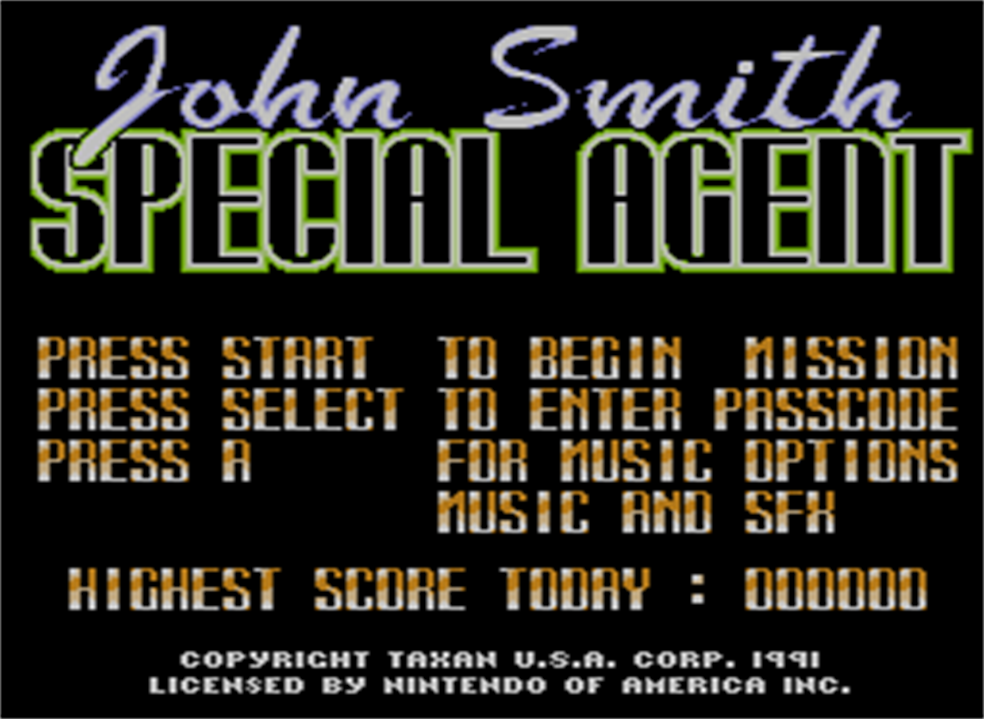 John Smith
SPECIAL AGENT
PRESS START TO BEGIN MISSION
PRESS SELECT TO ENTER PASSCODE
PRESS A FOR MUSIC OPTIONS
MUSIC AND SFX
HIGHEST SCORE TODAY : 000000
COPYRIGHT TAXAN U.S.A. CORP. 1991
LICENSED BY NINTENDO OF AMERICA INC.